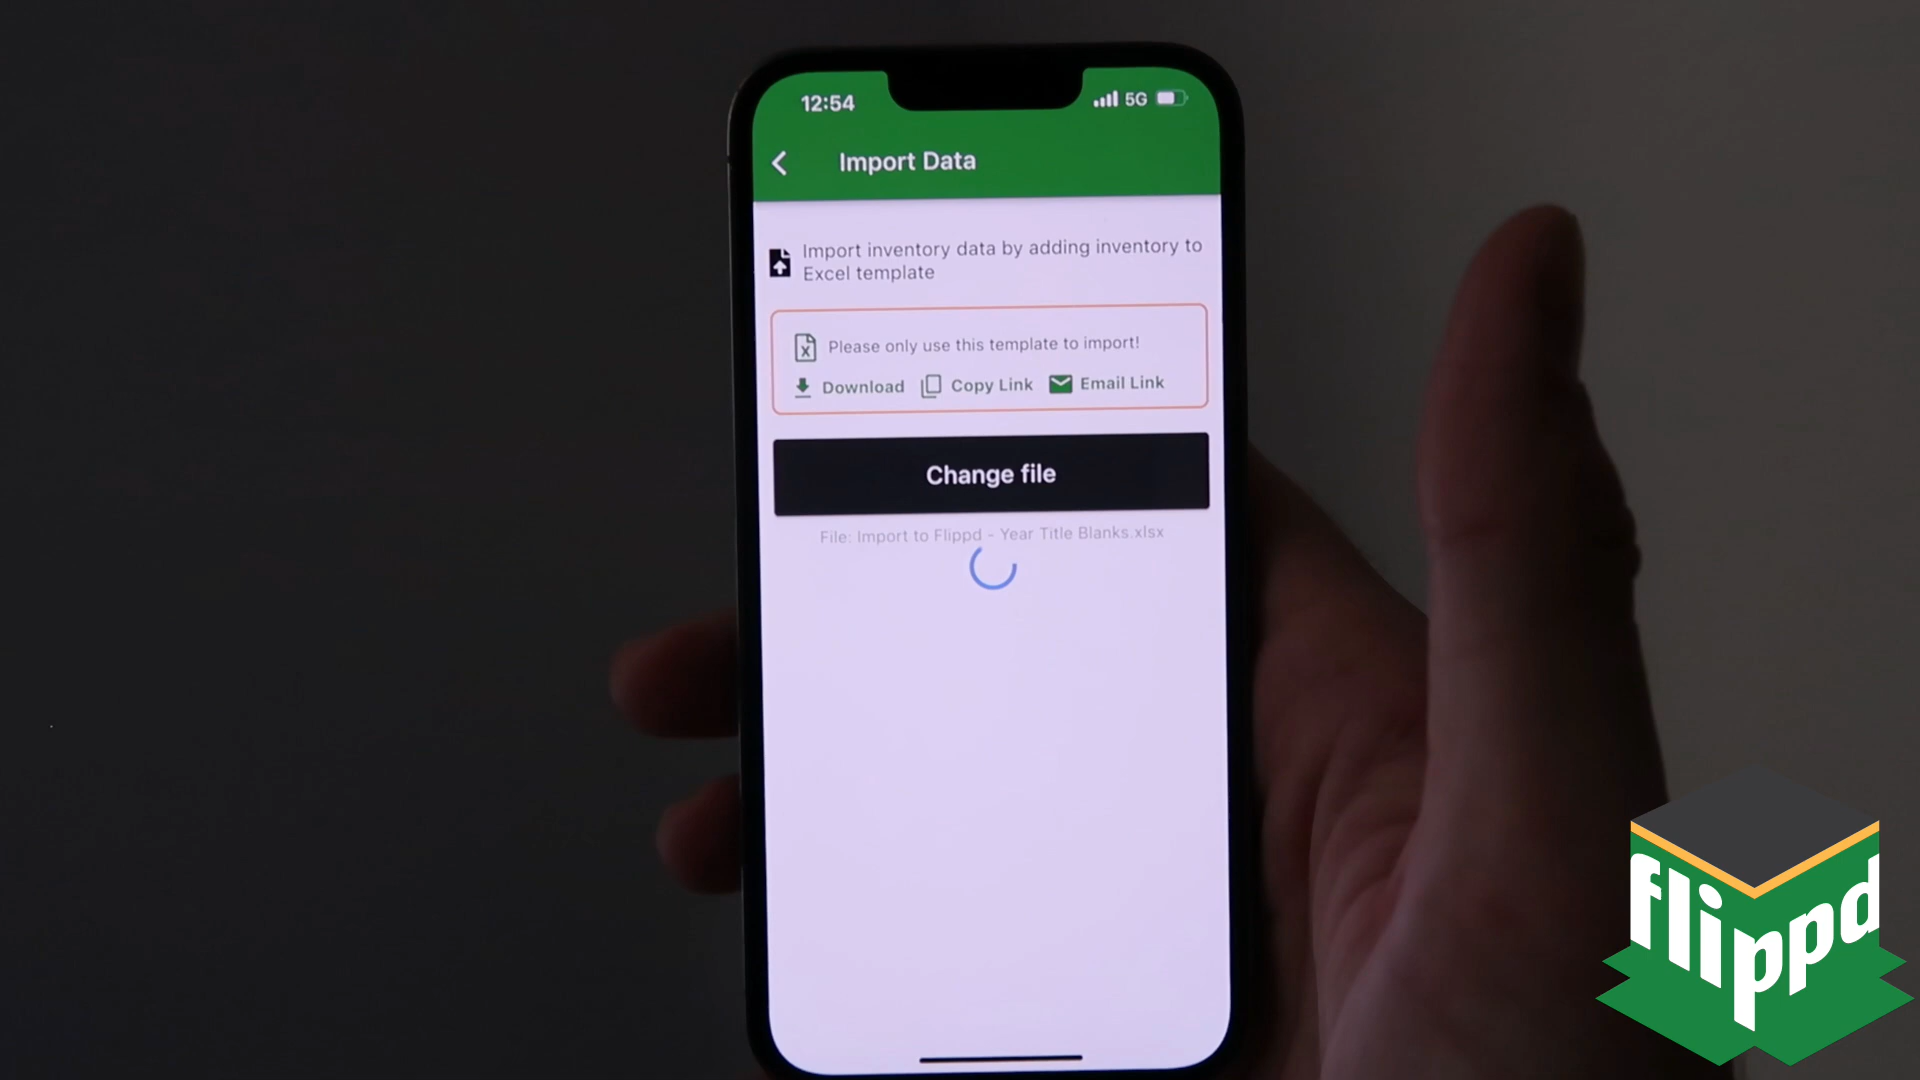 12:54
5G
Import Data
Import inventory data by adding inventory to
Excel template
Please only use this template to import!
Download
Copy Link
Email Link
Change file
File: Import to Flippd - Year Title Blanks.xlsx
flippd